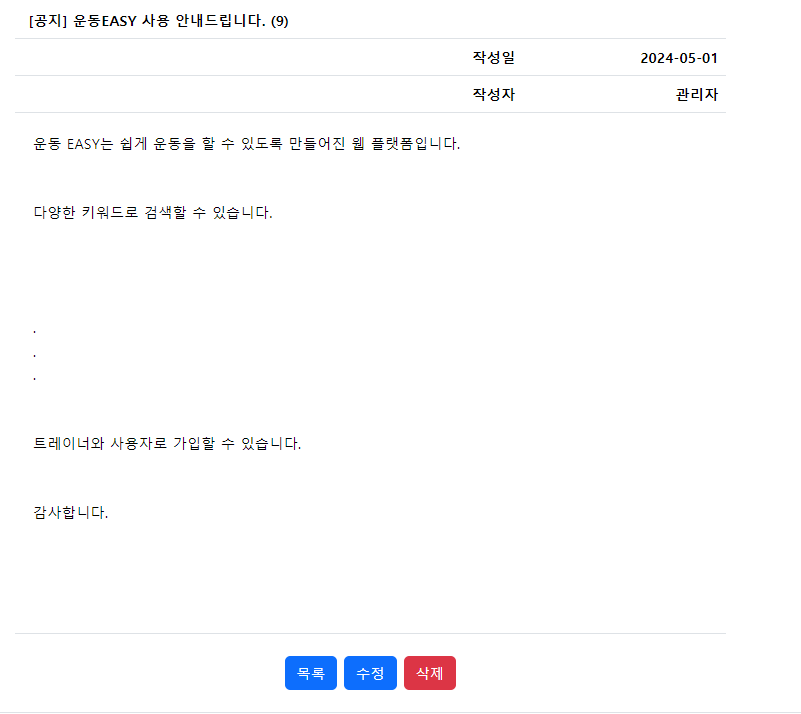 [공지] 운동EASY 사용 안내드립니다. (9)
작성일 2024-05-01
작성자 관리자
운동 EASY는 쉽게 운동을 할 수 있도록 만들어진 웹 플랫폼입니다.
다양한 키워드로 검색할 수 있습니다.
.
.
.
트레이너와 사용자로 가입할 수 있습니다.
감사합니다.
목록 수정 삭제